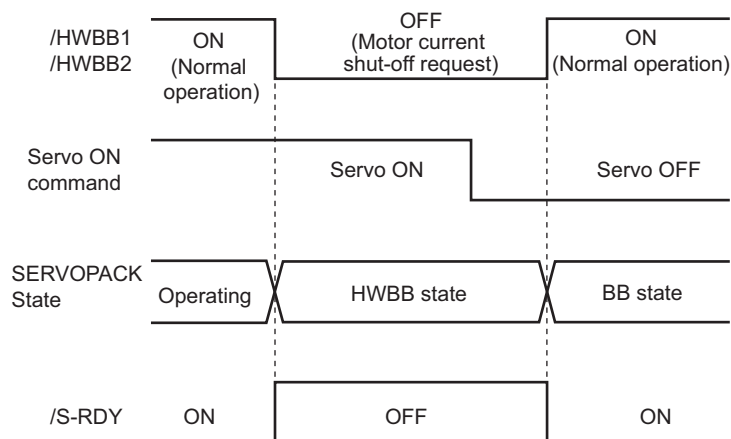 /HWBB1
/HWBB2
ON
(Normal
operation)
OFF
(Motor current
shut-off request)
ON
(Normal operation)
Servo ON
command
Servo ON
Servo OFF
SERVOPACK
State
Operating
HWBB state
BB state
/S-RDY
ON
OFF
ON